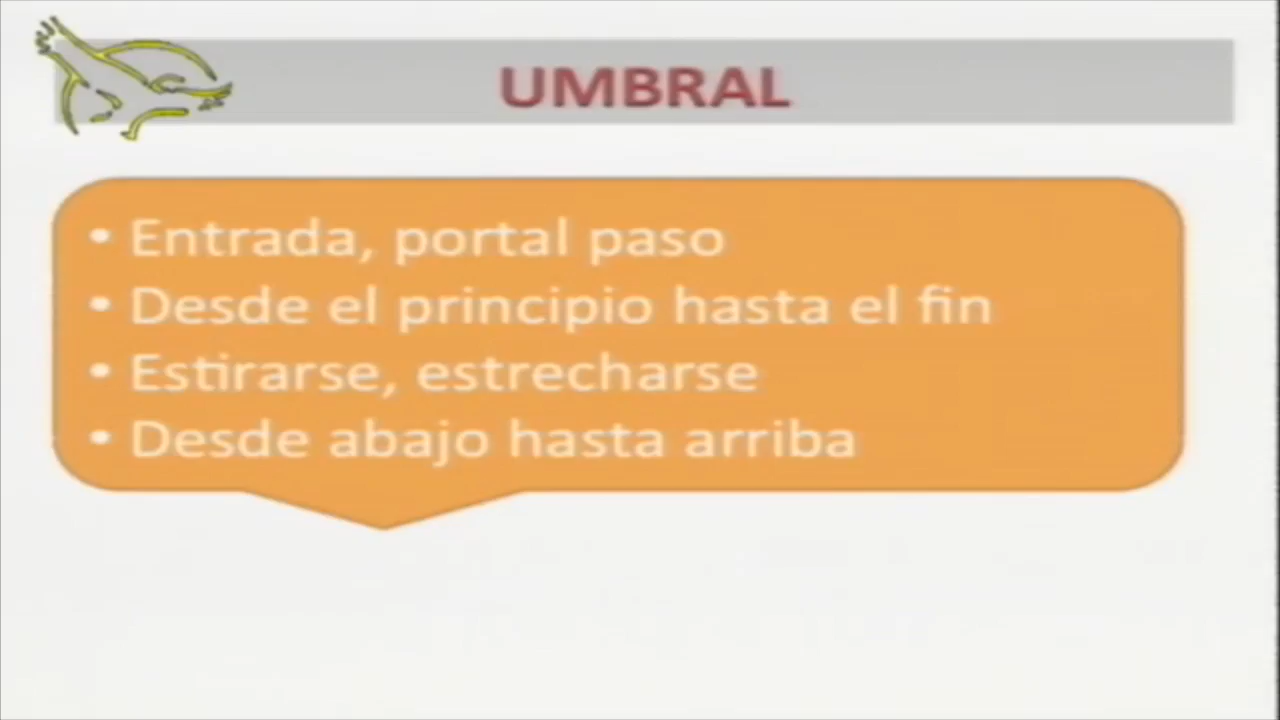 UMBRAL
• Entrada, portal paso
• Desde el principio hasta el fin
• Estirarse, estrecharse
• Desde abajo hasta arriba